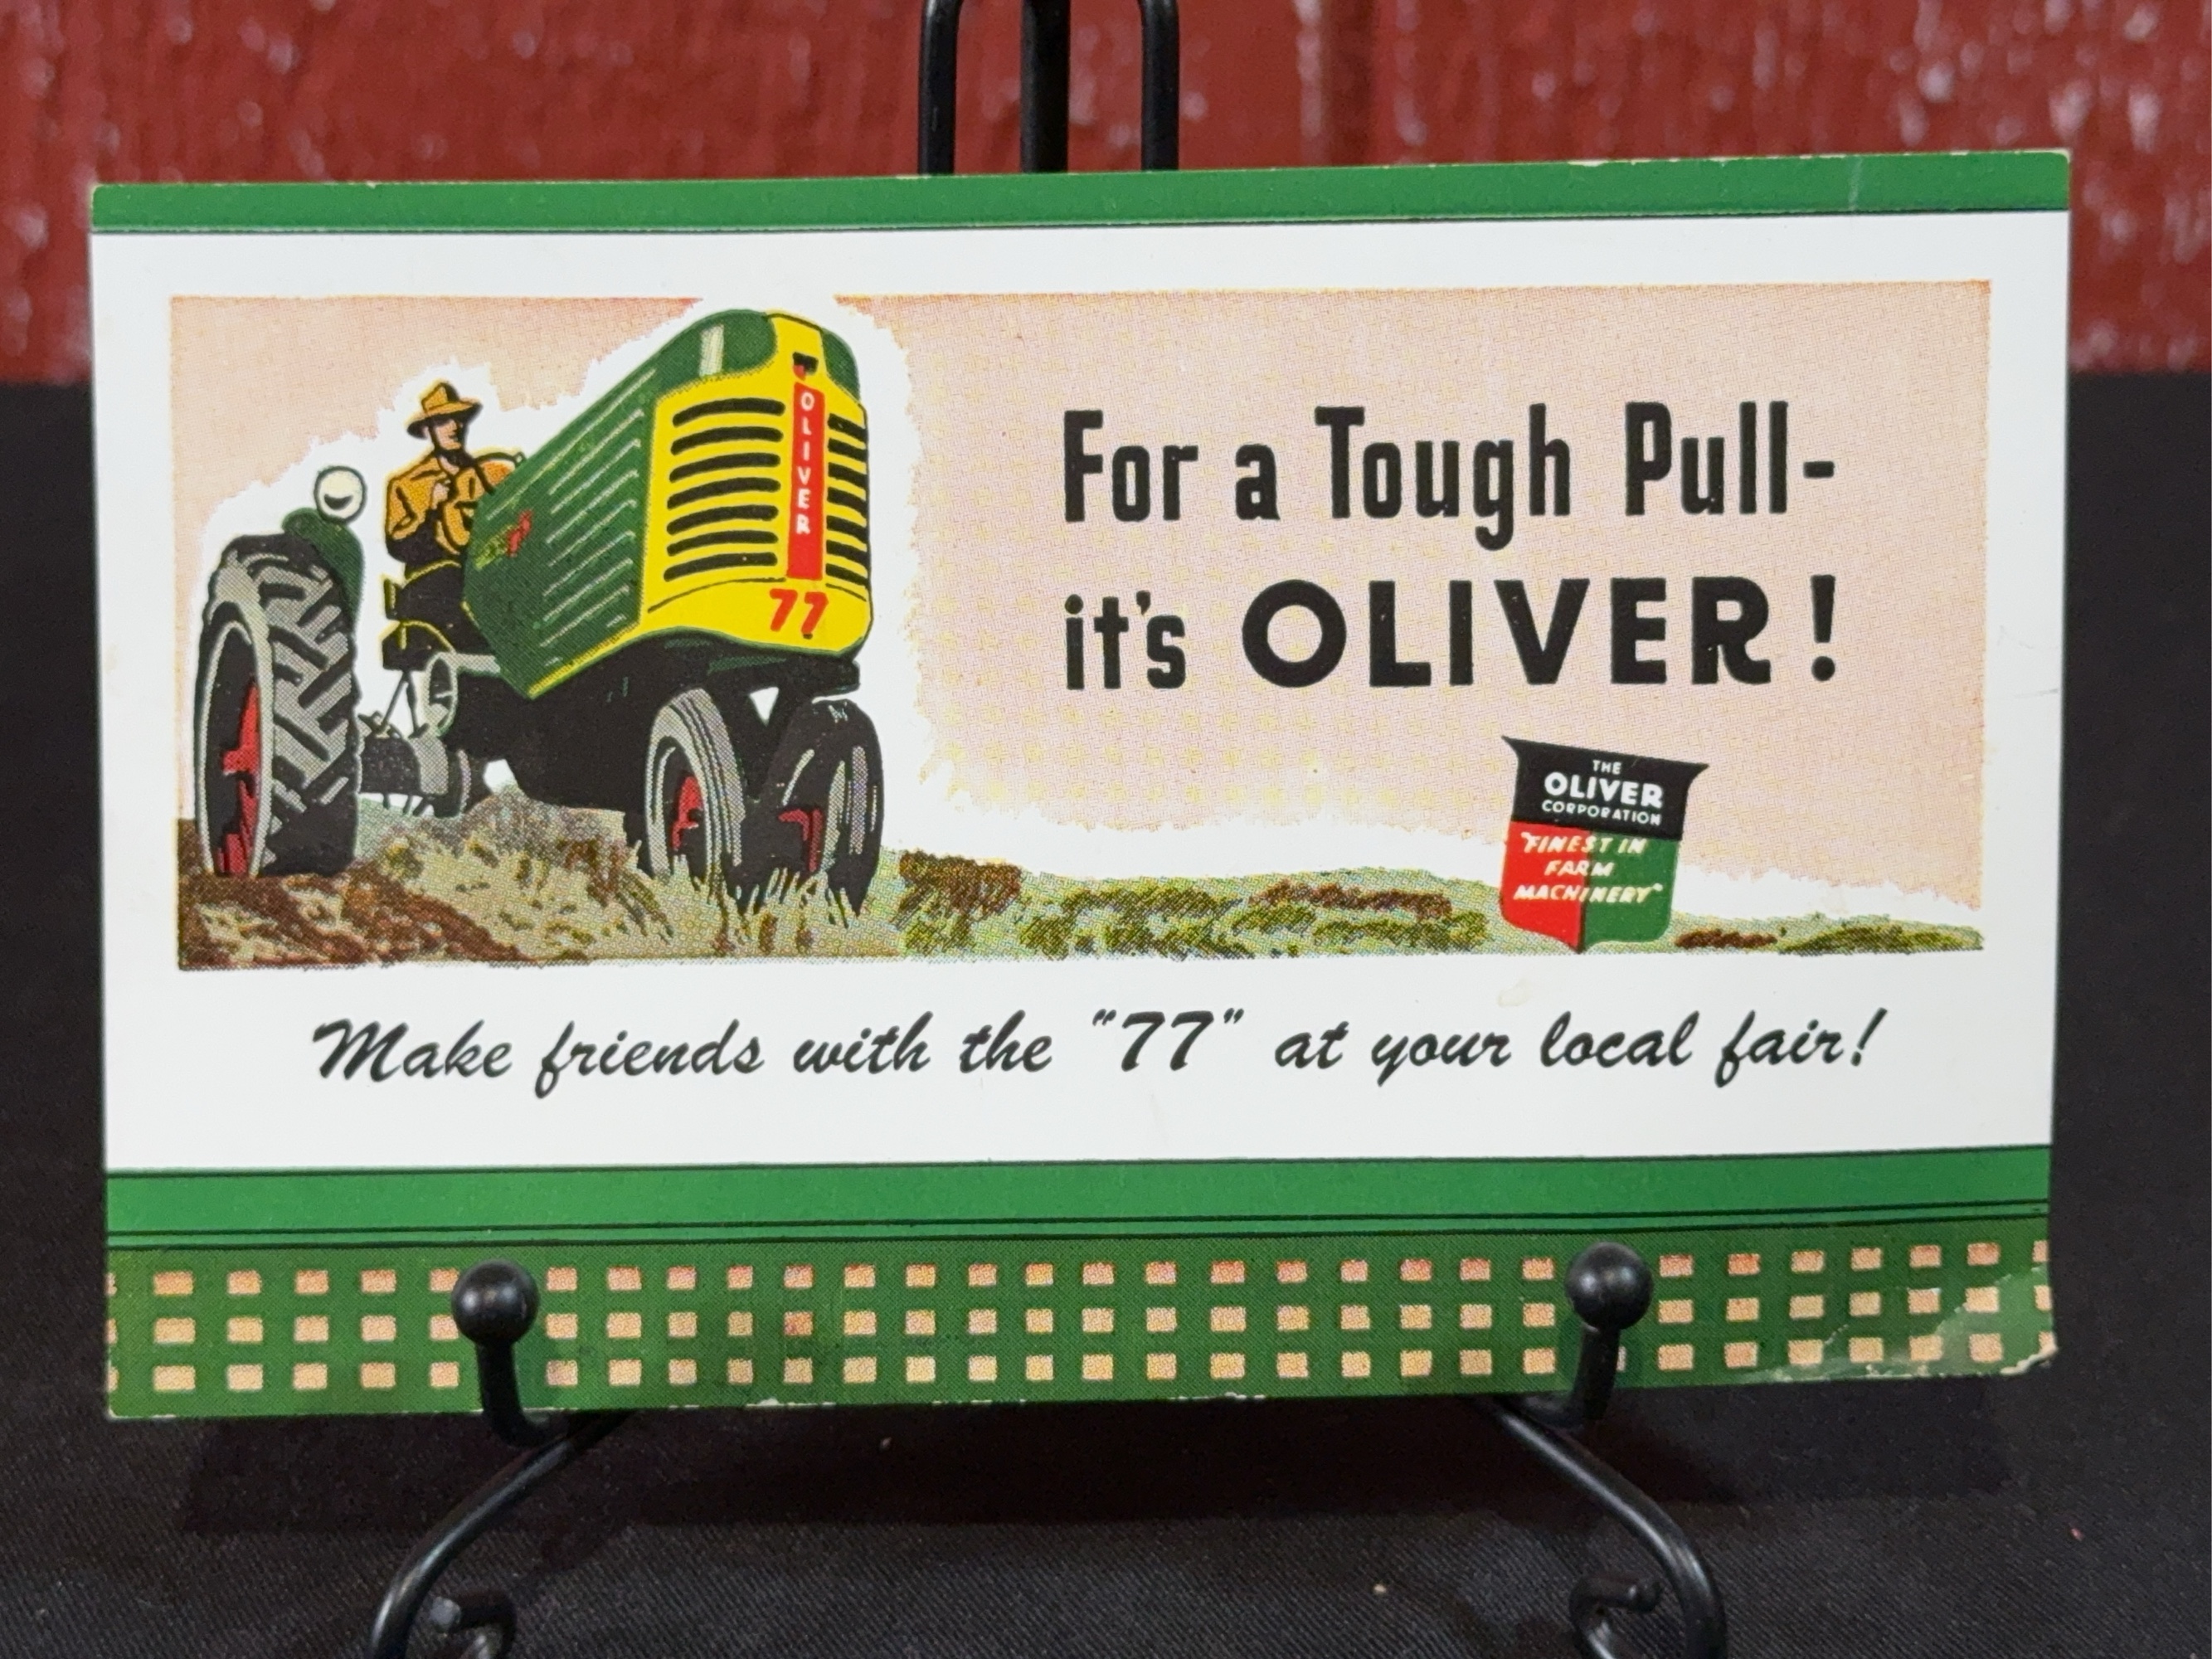 OLIVER
77
For a Tough Pull-
it's OLIVER!
THE
OLIVER
CORPORATION
"FINEST IN
FARM
MACHINERY"
Make friends with the "77" at your local fair!